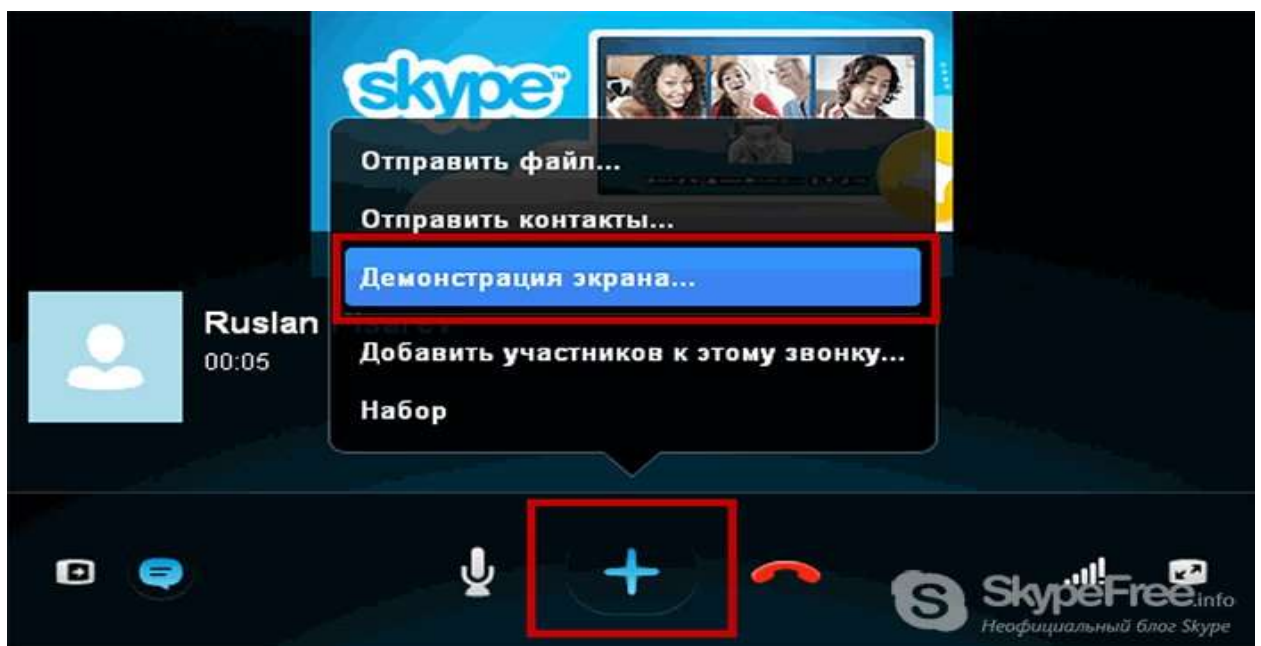 skype™
Отправить файл...
Отправить контакты...
Демонстрация экрана...
Ruslan
00:05
Добавить участников к этому звонку...
Набор
SkypeFree.info
Неофициальный блог Skype